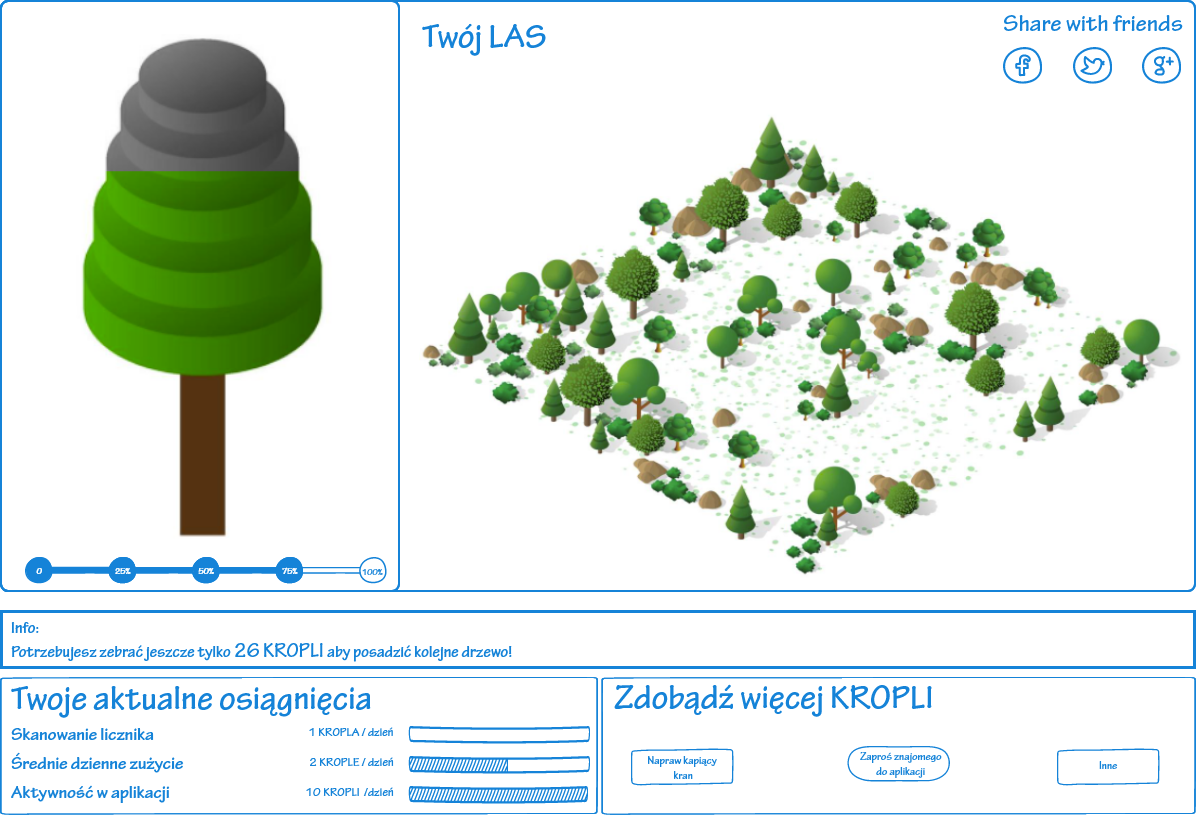 Twój LAS
Share with friends
f
g+
0
25%
50%
75%
100%
Info:
Potrzebujesz zebrać jeszcze tylko 26 KROPLI aby posadzić kolejne drzewo!
Twoje aktualne osiągnięcia
Skanowanie licznika 1 KROPLA / dzień
Średnie dzienne zużycie 2 KROPLE / dzień
Aktywność w aplikacji 10 KROPLI /dzień
Zdobądź więcej KROPLI
Napraw kapiący
kran
Zaproś znajomego
do aplikacji
Inne